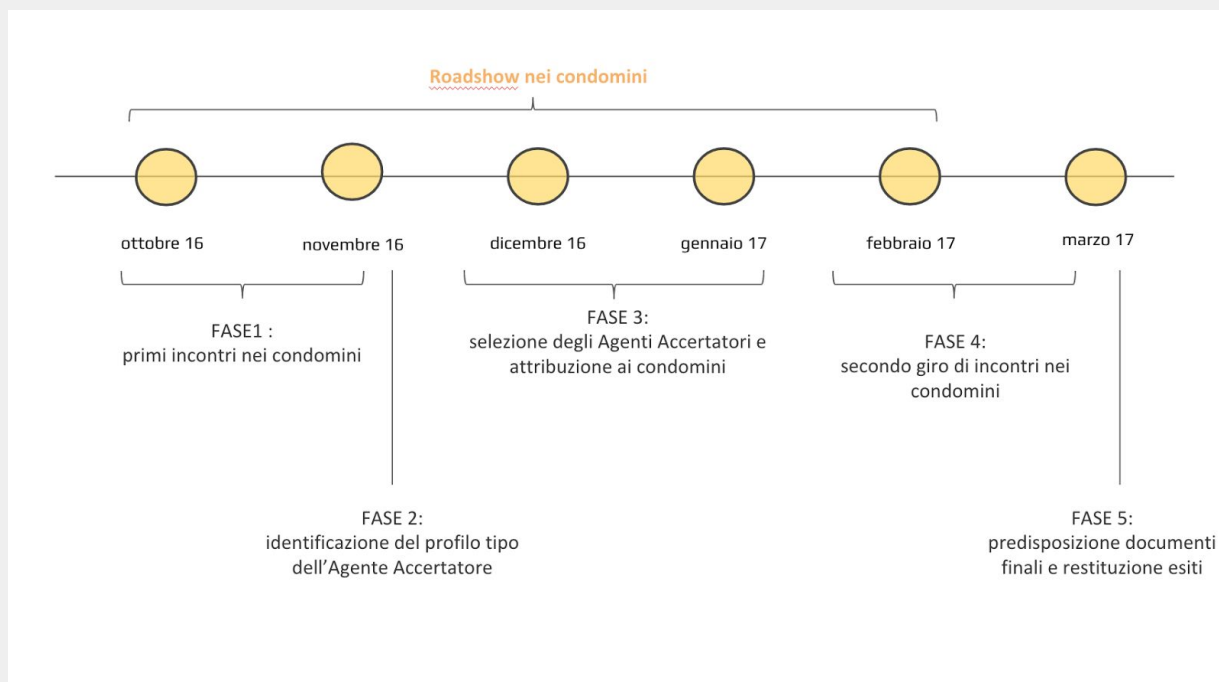 Roadshow nei condomini
ottobre 16
novembre 16
dicembre 16
gennaio 17
febbraio 17
marzo 17
FASE1 :
primi incontri nei condomini
FASE 3:
selezione degli Agenti Accertatori e
attribuzione ai condomini
FASE 4:
secondo giro di incontri nei
condomini
FASE 2:
identificazione del profilo tipo
dell’Agente Accertatore
FASE 5:
predisposizione documenti
finali e restituzione esiti